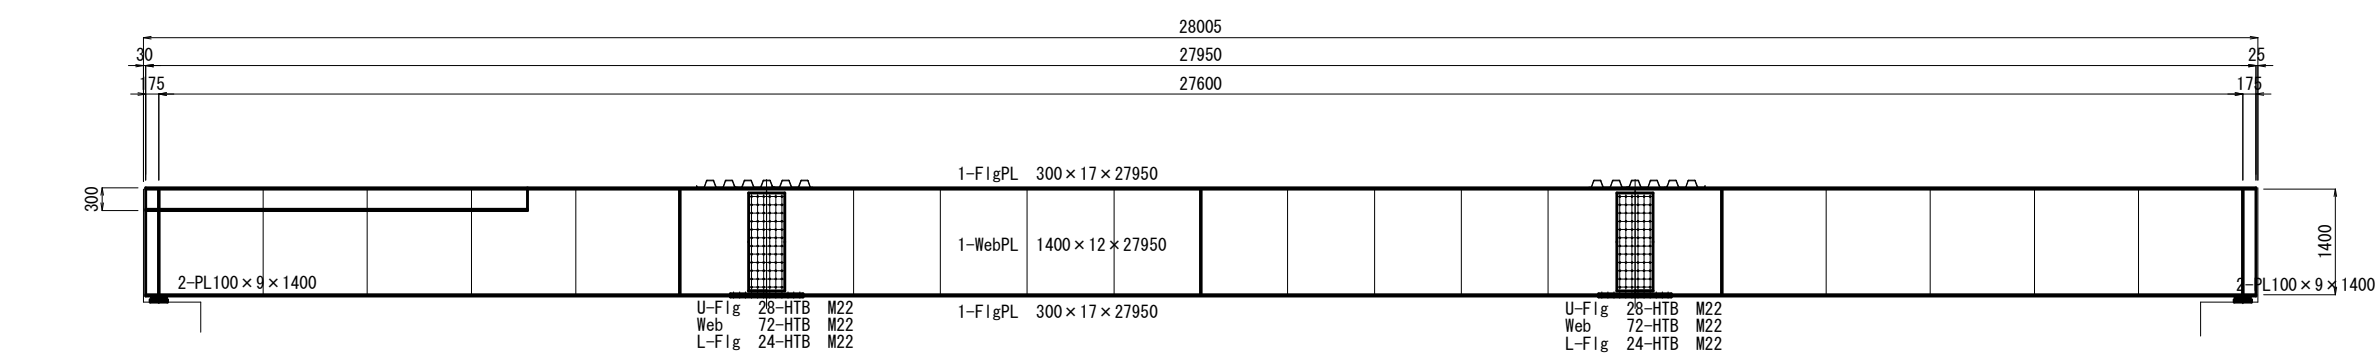 28005
30 27950 25
175 27600 175
1-FlgPL 300×17×27950
300
1-WebPL 1400×12×27950
1400
2-PL100×9×1400
2-PL100×9×1400
1-FlgPL 300×17×27950
U-Flg 28-HTB M22
Web 72-HTB M22
L-Flg 24-HTB M22
U-Flg 28-HTB M22
Web 72-HTB M22
L-Flg 24-HTB M22